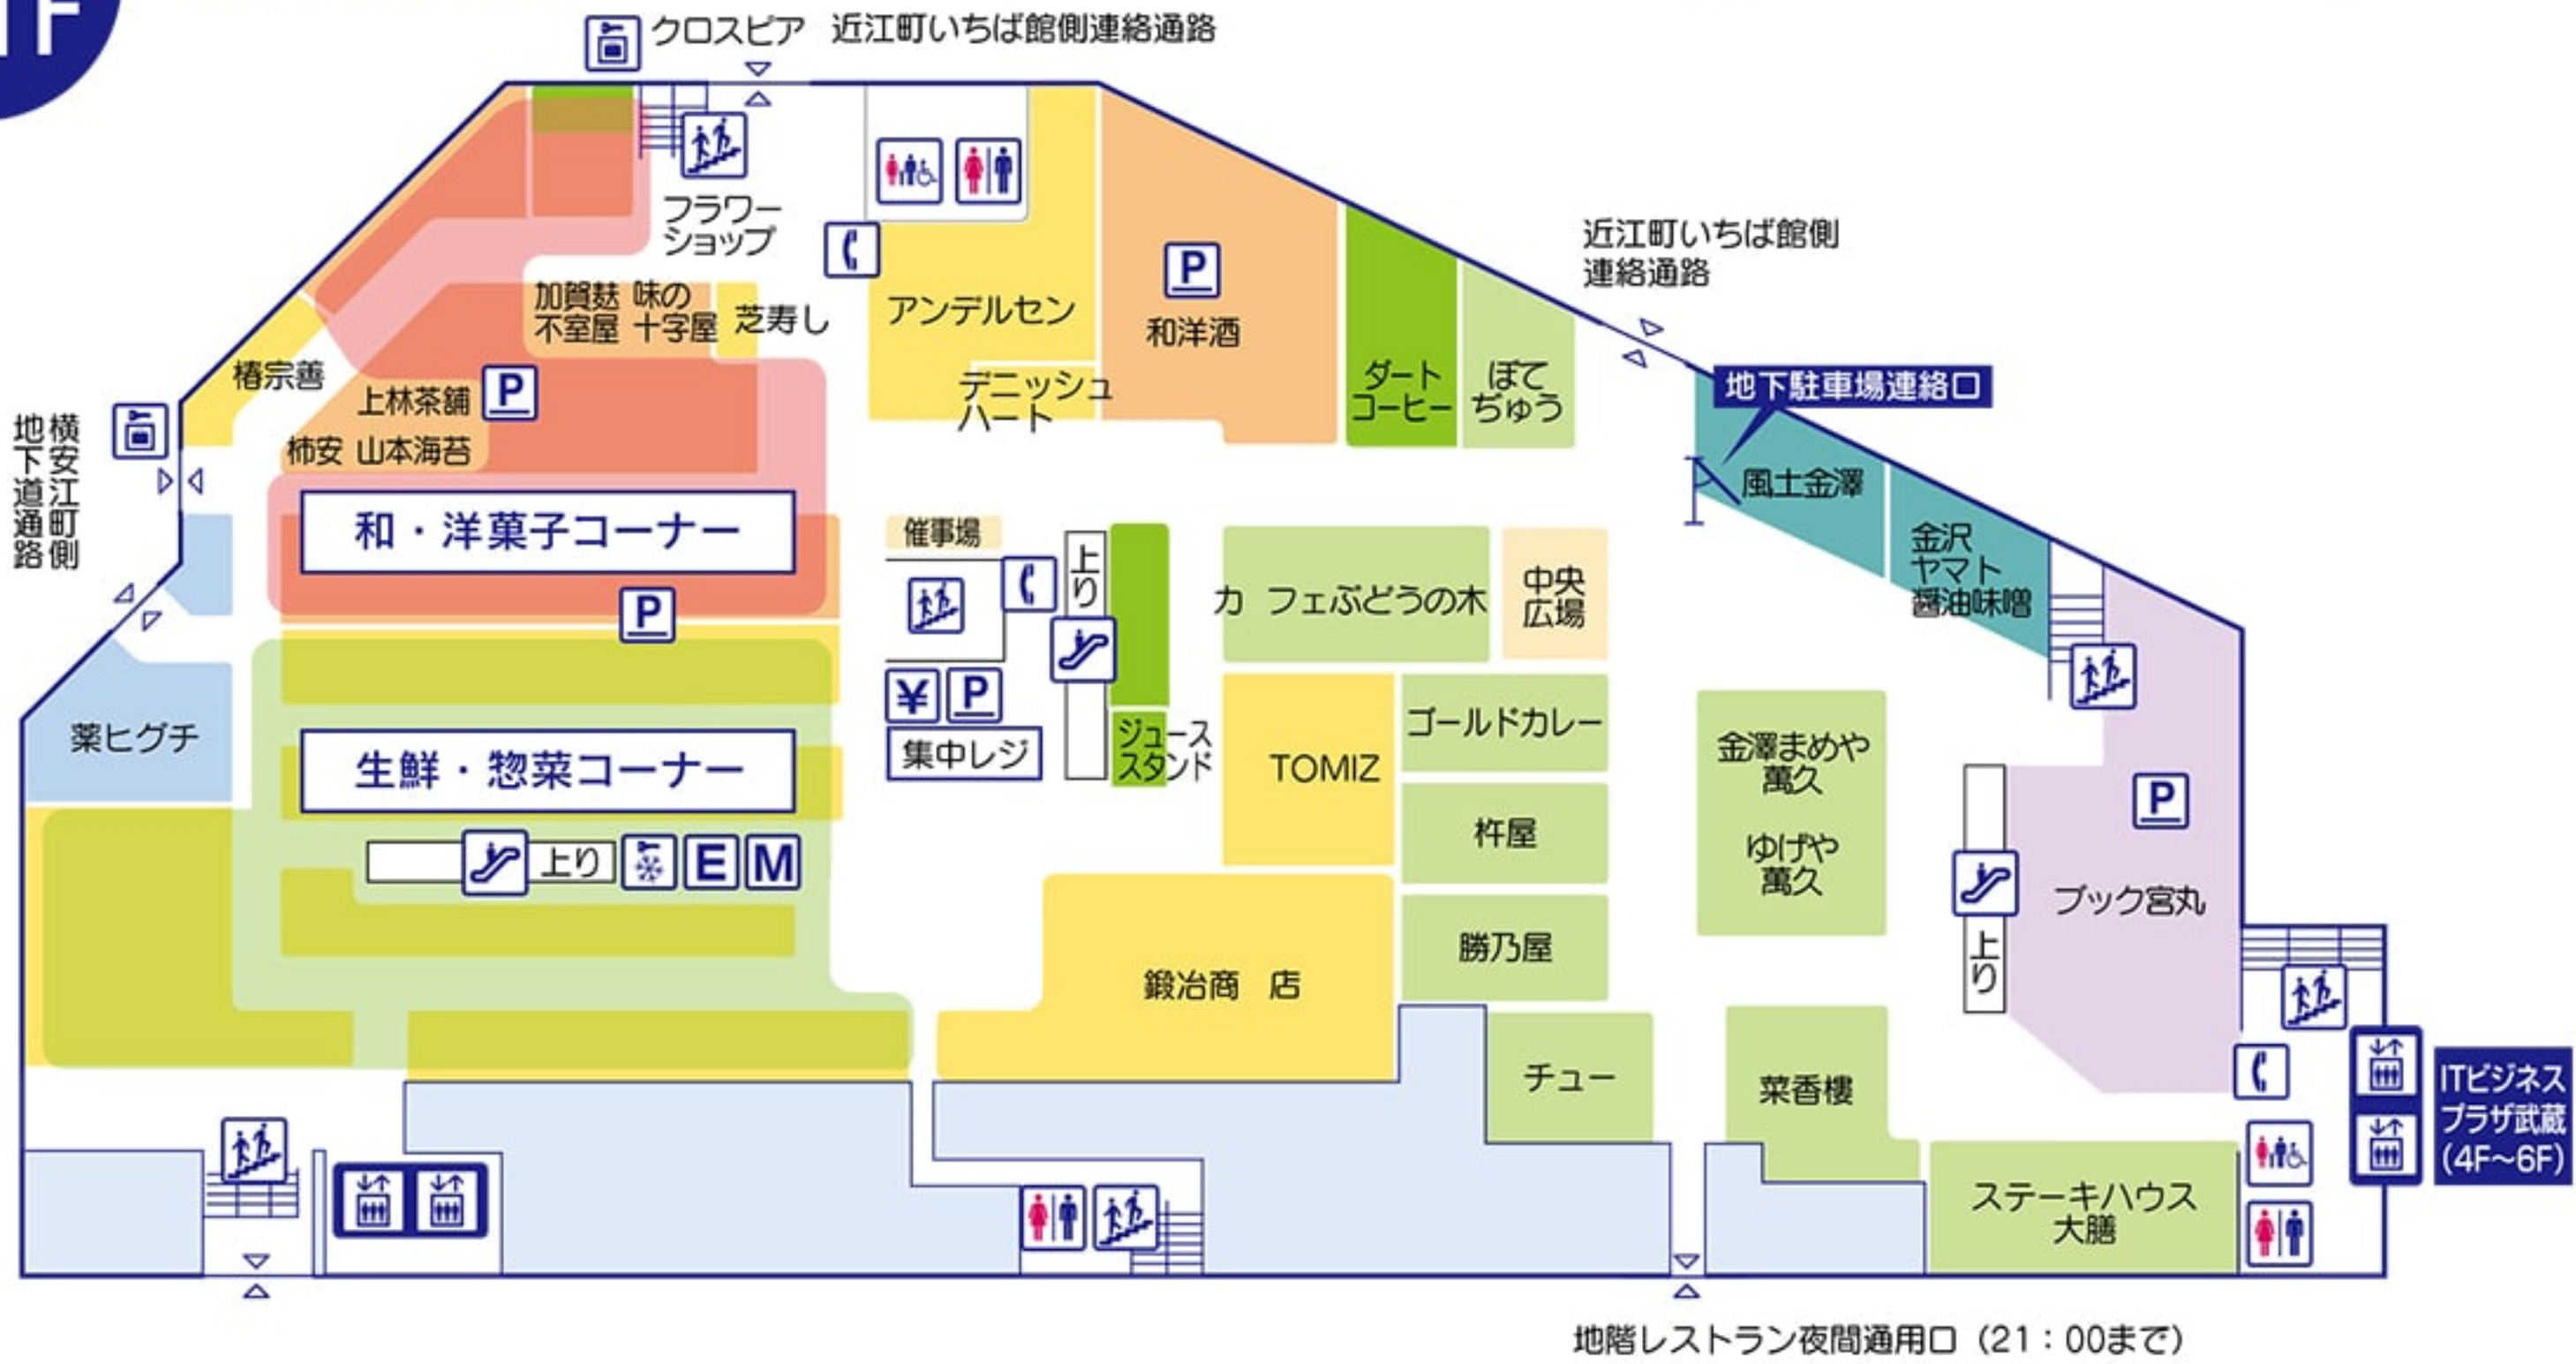 1F
クロスピア 近江町いちば館側連絡通路
フラワー
ショップ
加賀麸 味の
不室屋 十字屋
芝寿し
アンデルセン
デニッシュ
ハート
P
和洋酒
ダート
コーヒー
ぼて
ぢゅう
近江町いちば館側
連絡通路
地下駐車場連絡口
風土金澤
金沢
ヤマト
醤油味噌
椿宗善
上林茶舗
P
柿安 山本海苔
横安江町側
地下道通路
和・洋菓子コーナー
P
催事場
上り
カ フェぶどうの木
中央
広場
薬ヒグチ
生鮮・惣菜コーナー
¥ P
集中レジ
ジュース
スタンド
TOMIZ
ゴールドカレー
杵屋
勝乃屋
金澤まめや
萬久
ゆげや
萬久
P
ブック宮丸
上り
上り
E M
鍛冶商 店
チュー
菜香樓
ステーキハウス
大膳
ITビジネス
プラザ武蔵
(4F~6F)
地階レストラン夜間通用口(21:00まで)